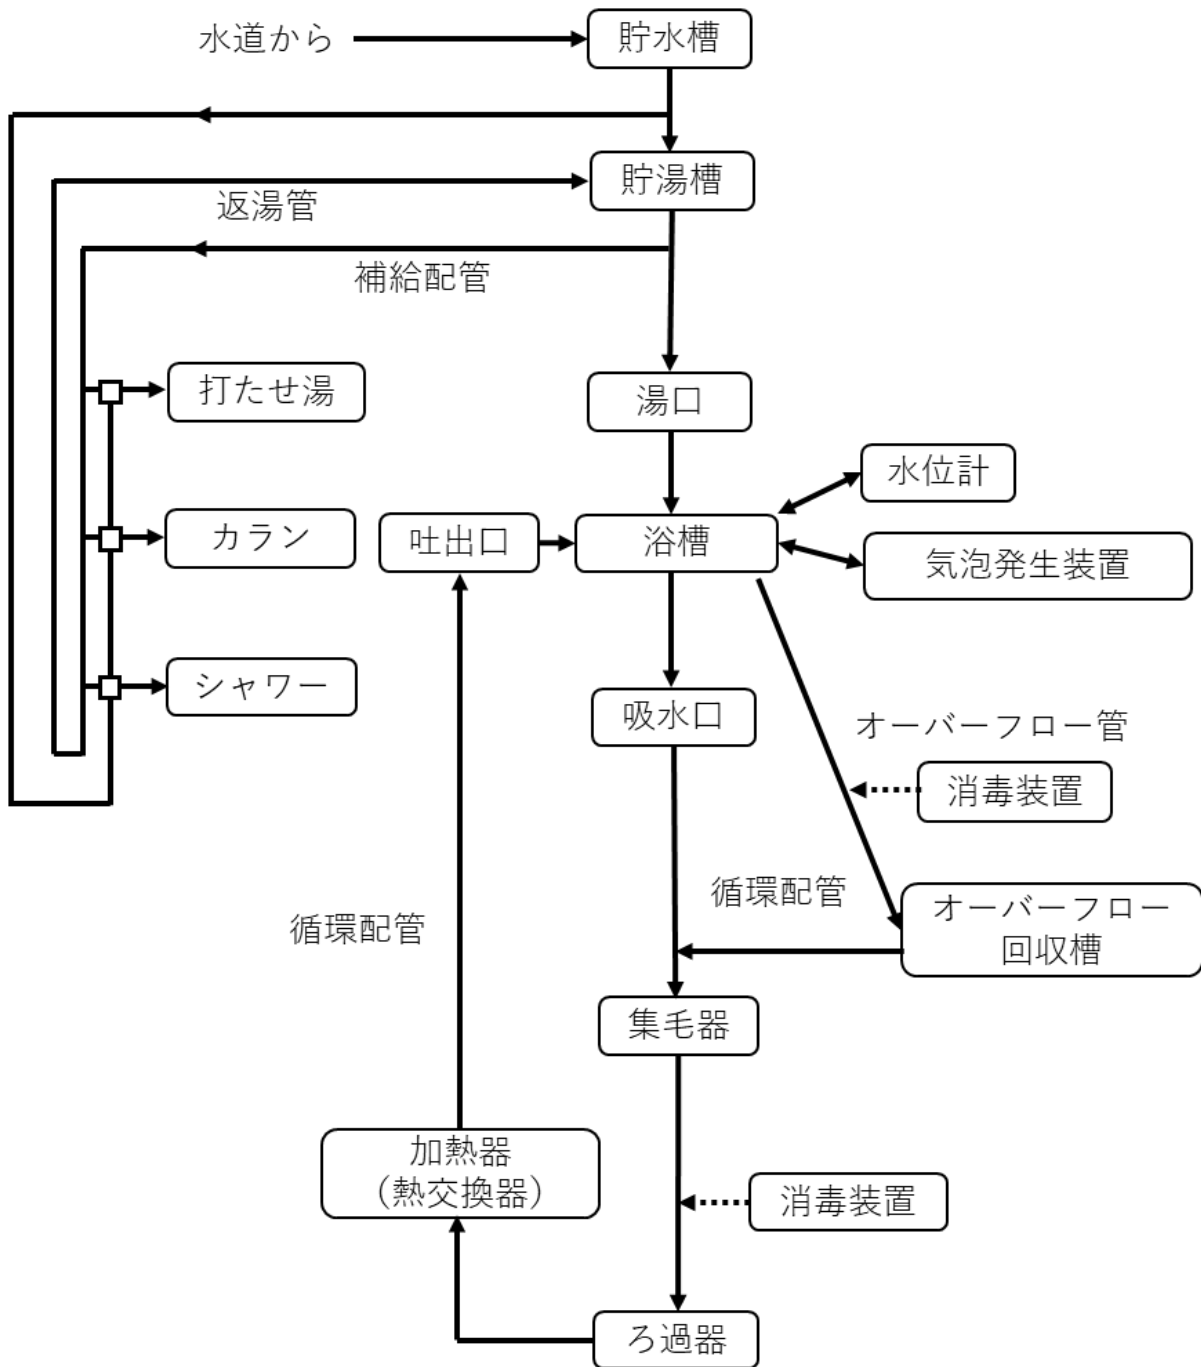 水道から
貯水槽
貯湯槽
返湯管
補給配管
打たせ湯
湯口
水位計
カラン
吐出口
浴槽
気泡発生装置
シャワー
吸水口
オーバーフロー管
消毒装置
循環配管
オーバーフロー
回収槽
循環配管
集毛器
加熱器
（熱交換器）
消毒装置
ろ過器